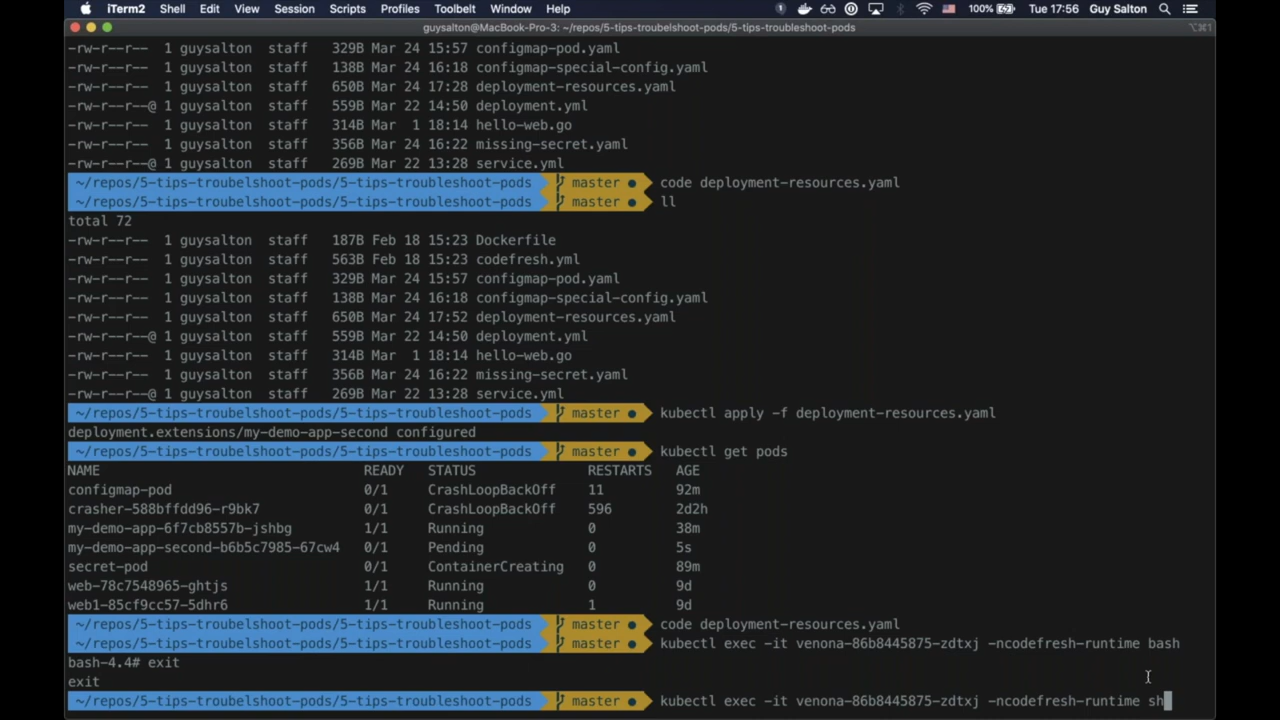 iTerm2 Shell Edit View Session Scripts Profiles Toolbelt Window Help 100% Tue 17:56 Guy Salton
guysalton@MacBook-Pro-3: ~/repos/5-tips-troubelshoot-pods/5-tips-troubleshoot-pods ⌥⌘1
-rw-r--r-- 1 guysalton staff 329B Mar 24 15:57 configmap-pod.yaml
-rw-r--r-- 1 guysalton staff 138B Mar 24 16:18 configmap-special-config.yaml
-rw-r--r-- 1 guysalton staff 650B Mar 24 17:28 deployment-resources.yaml
-rw-r--r--@ 1 guysalton staff 559B Mar 22 14:50 deployment.yml
-rw-r--r-- 1 guysalton staff 314B Mar 1 18:14 hello-web.go
-rw-r--r-- 1 guysalton staff 356B Mar 24 16:22 missing-secret.yaml
-rw-r--r--@ 1 guysalton staff 269B Mar 22 13:28 service.yml
~/repos/5-tips-troubelshoot-pods/5-tips-troubleshoot-pods master ● code deployment-resources.yaml
~/repos/5-tips-troubelshoot-pods/5-tips-troubleshoot-pods master ● ll
total 72
-rw-r--r-- 1 guysalton staff 187B Feb 18 15:23 Dockerfile
-rw-r--r-- 1 guysalton staff 563B Feb 18 15:23 codefresh.yml
-rw-r--r-- 1 guysalton staff 329B Mar 24 15:57 configmap-pod.yaml
-rw-r--r-- 1 guysalton staff 138B Mar 24 16:18 configmap-special-config.yaml
-rw-r--r-- 1 guysalton staff 650B Mar 24 17:52 deployment-resources.yaml
-rw-r--r--@ 1 guysalton staff 559B Mar 22 14:50 deployment.yml
-rw-r--r-- 1 guysalton staff 314B Mar 1 18:14 hello-web.go
-rw-r--r-- 1 guysalton staff 356B Mar 24 16:22 missing-secret.yaml
-rw-r--r--@ 1 guysalton staff 269B Mar 22 13:28 service.yml
~/repos/5-tips-troubelshoot-pods/5-tips-troubleshoot-pods master ● kubectl apply -f deployment-resources.yaml
deployment.extensions/my-demo-app-second configured
~/repos/5-tips-troubelshoot-pods/5-tips-troubleshoot-pods master ● kubectl get pods
NAME READY STATUS RESTARTS AGE
configmap-pod 0/1 CrashLoopBackOff 11 92m
crasher-588bffdd96-r9bk7 0/1 CrashLoopBackOff 596 2d2h
my-demo-app-6f7cb8557b-jshbg 1/1 Running 0 38m
my-demo-app-second-b6b5c7985-67cw4 0/1 Pending 0 5s
secret-pod 0/1 ContainerCreating 0 89m
web-78c7548965-ghtjs 1/1 Running 0 9d
web1-85cf9cc57-5dhr6 1/1 Running 1 9d
~/repos/5-tips-troubelshoot-pods/5-tips-troubleshoot-pods master ● code deployment-resources.yaml
~/repos/5-tips-troubelshoot-pods/5-tips-troubleshoot-pods master ● kubectl exec -it venona-86b8445875-zdtxj -ncodefresh-runtime bash
bash-4.4# exit
exit
~/repos/5-tips-troubelshoot-pods/5-tips-troubleshoot-pods master ● kubectl exec -it venona-86b8445875-zdtxj -ncodefresh-runtime sh